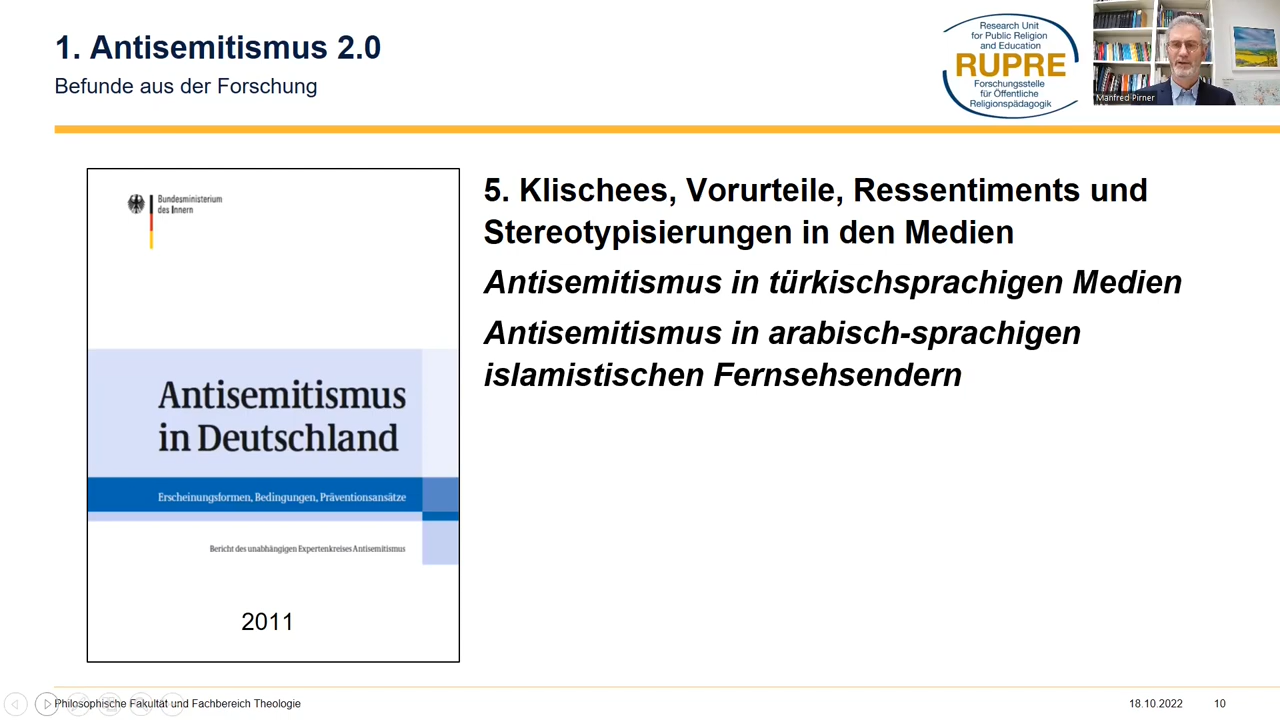 1. Antisemitismus 2.0
Befunde aus der Forschung
Research Unit
for Public Religion
and Education
RUPRE
Forschungsstelle
für Öffentliche
Religionspädagogik
Manfred Pirner
Bundesministerium
des Innern
Antisemitismus
in Deutschland
Erscheinungsformen, Bedingungen, Präventionsansätze
Bericht des unabhängigen Expertenkreises Antisemitismus
2011
5. Klischees, Vorurteile, Ressentiments und
Stereotypisierungen in den Medien
Antisemitismus in türkischsprachigen Medien
Antisemitismus in arabisch-sprachigen
islamistischen Fernsehsendern
Philosophische Fakultät und Fachbereich Theologie
18.10.2022
10